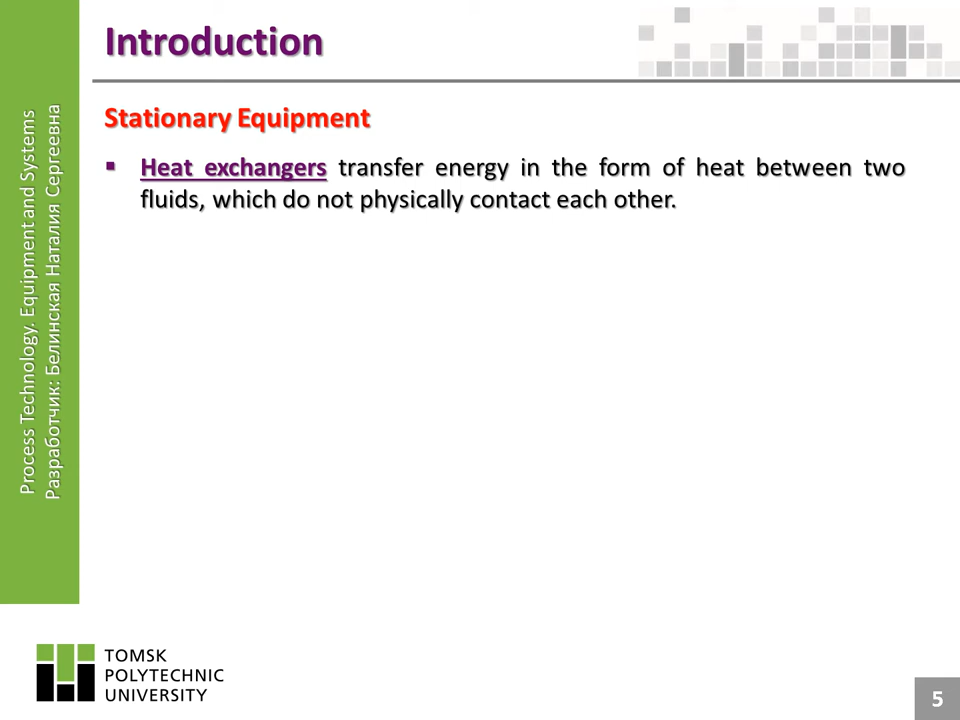 Introduction
Stationary Equipment
▪ Heat exchangers transfer energy in the form of heat between two
fluids, which do not physically contact each other.
Process Technology. Equipment and Systems
Разработчик: Белинская Наталия Сергеевна
TOMSK
POLYTECHNIC
UNIVERSITY
5